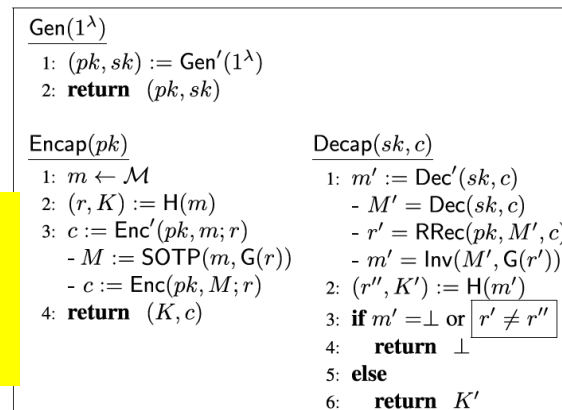 Gen(1^λ)
1: (pk, sk) := Gen′(1^λ)
2: return (pk, sk)
Encap(pk)
1: m ← ℳ
2: (r, K) := H(m)
3: c := Enc′(pk, m; r)
- M := SOTP(m, G(r))
- c := Enc(pk, M; r)
4: return (K, c)
Decap(sk, c)
1: m′ := Dec′(sk, c)
- M′ = Dec(sk, c)
- r′ = RRec(pk, M′, c)
- m′ = Inv(M′, G(r′))
2: (r″, K′) := H(m′)
3: if m′ =⊥ or r′ ≠ r″
4: return ⊥
5: else
6: return K′